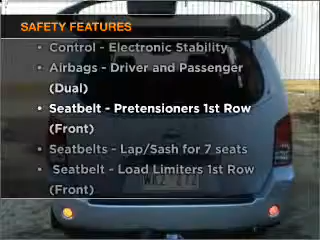 SAFETY FEATURES
• Control - Electronic Stability
• Airbags - Driver and Passenger
(Dual)
• Seatbelt - Pretensioners 1st Row
(Front)
• Seatbelts - Lap/Sash for 7 seats
• Seatbelt - Load Limiters 1st Row
(Front)